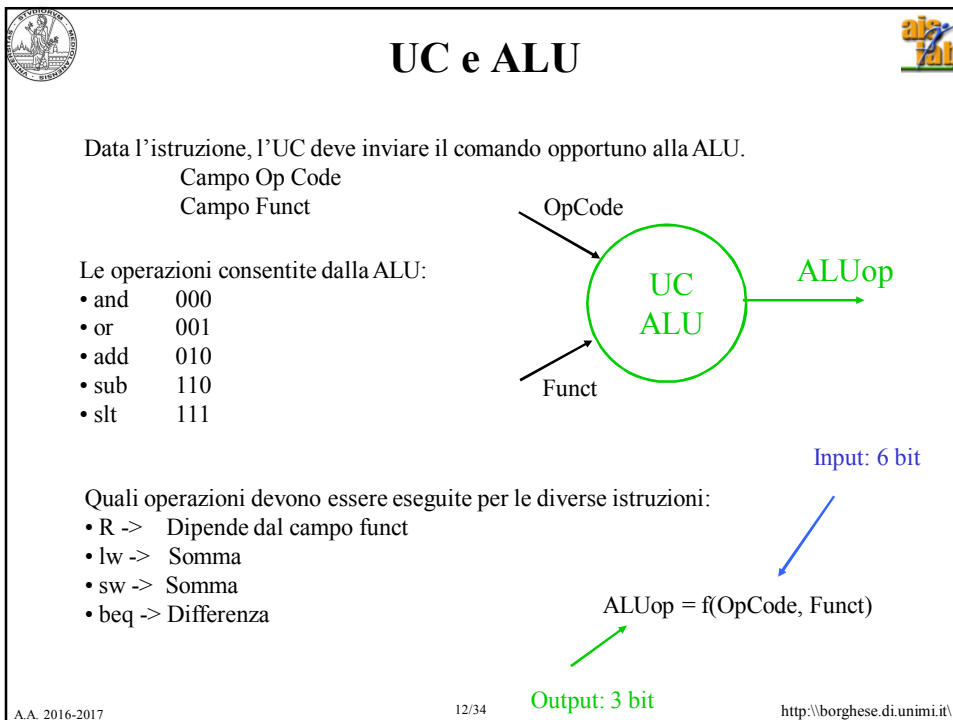 UC e ALU
Data l'istruzione, l'UC deve inviare il comando opportuno alla ALU.
Campo Op Code
Campo Funct
OpCode
Le operazioni consentite dalla ALU:
• and 000
• or 001
• add 010
• sub 110
• slt 111
UC
ALU
ALUop
Funct
Input: 6 bit
Quali operazioni devono essere eseguite per le diverse istruzioni:
• R -> Dipende dal campo funct
• lw -> Somma
• sw -> Somma
• beq -> Differenza
ALUop = f(OpCode, Funct)
Output: 3 bit
A.A. 2016-2017
12/34
http:\\borghese.di.unimi.it\